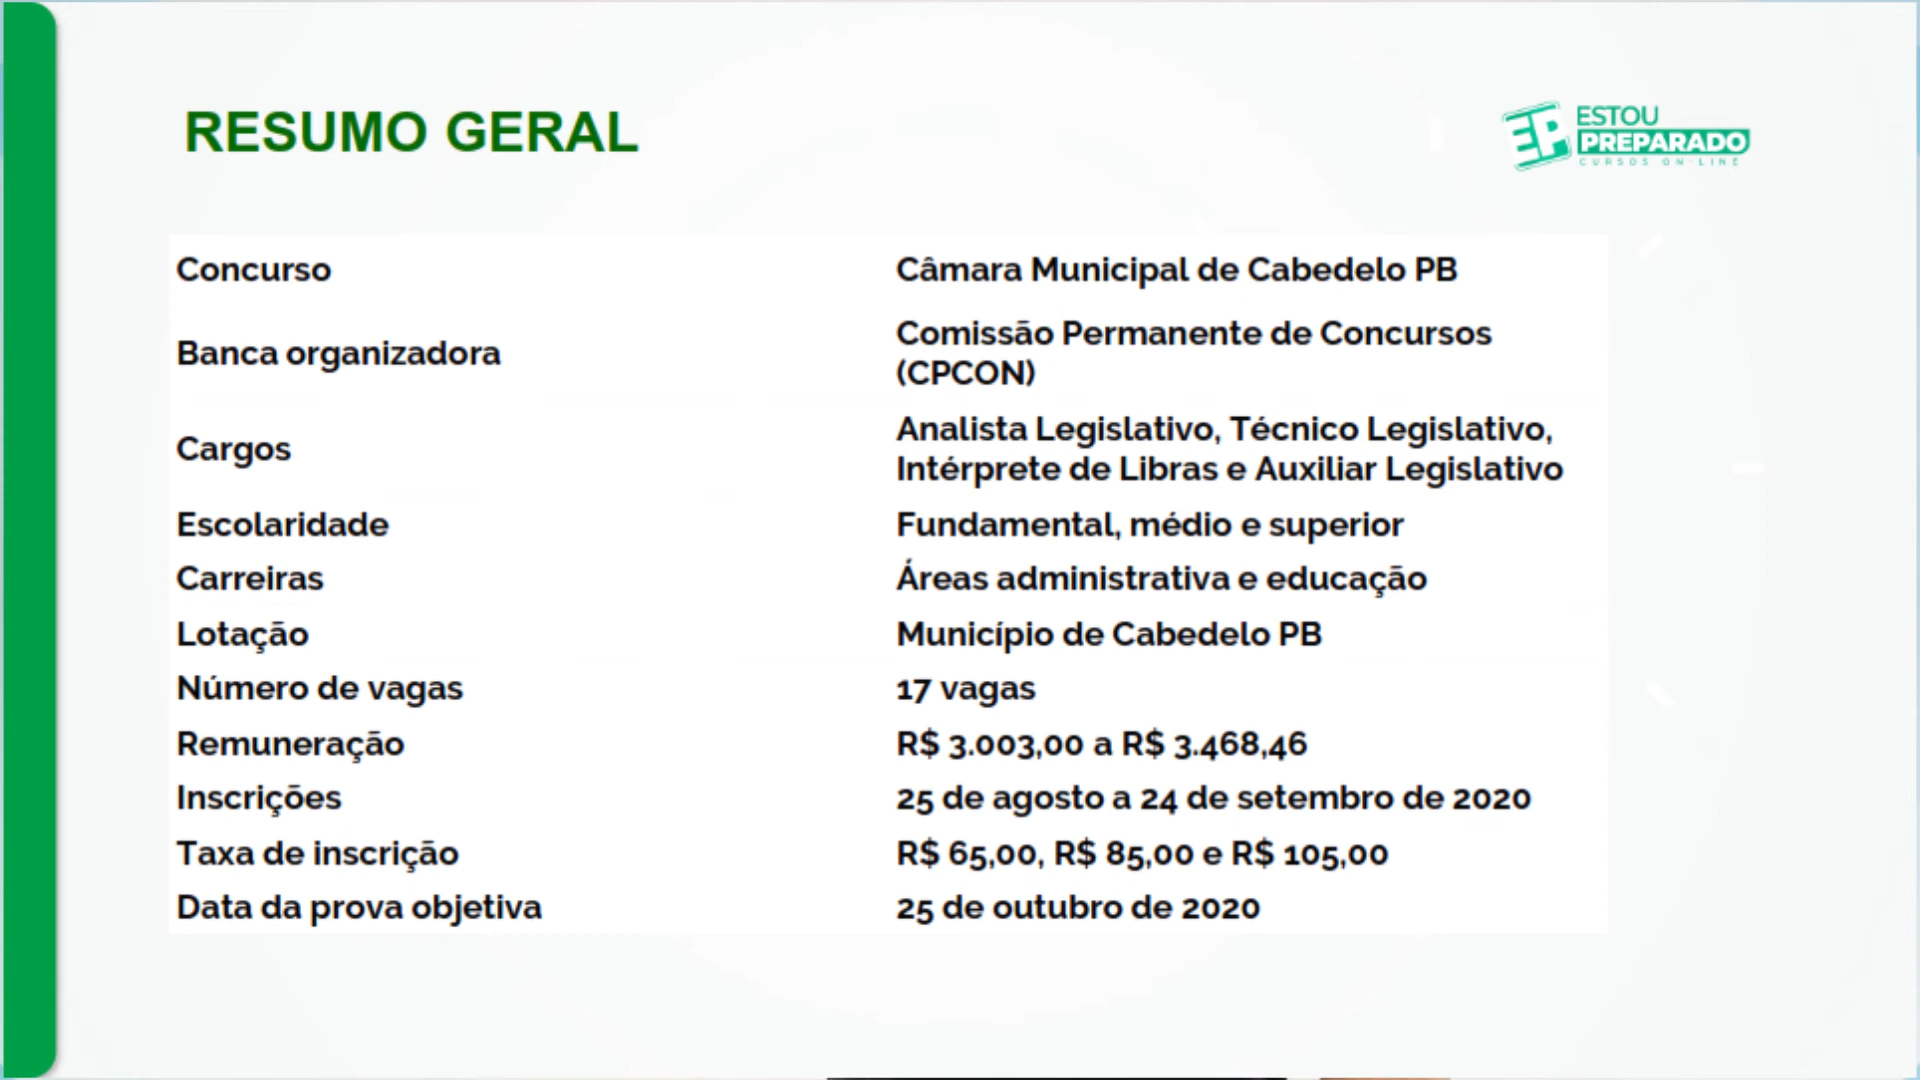 RESUMO GERAL
EP
ESTOU
PREPARADO
CURSOS ON-LINE
Concurso
Câmara Municipal de Cabedelo PB
Banca organizadora
Comissão Permanente de Concursos
(CPCON)
Cargos
Analista Legislativo, Técnico Legislativo,
Intérprete de Libras e Auxiliar Legislativo
Escolaridade
Fundamental, médio e superior
Carreiras
Áreas administrativa e educação
Lotação
Município de Cabedelo PB
Número de vagas
17 vagas
Remuneração
R$ 3.003,00 a R$ 3.468,46
Inscrições
25 de agosto a 24 de setembro de 2020
Taxa de inscrição
R$ 65,00, R$ 85,00 e R$ 105,00
Data da prova objetiva
25 de outubro de 2020